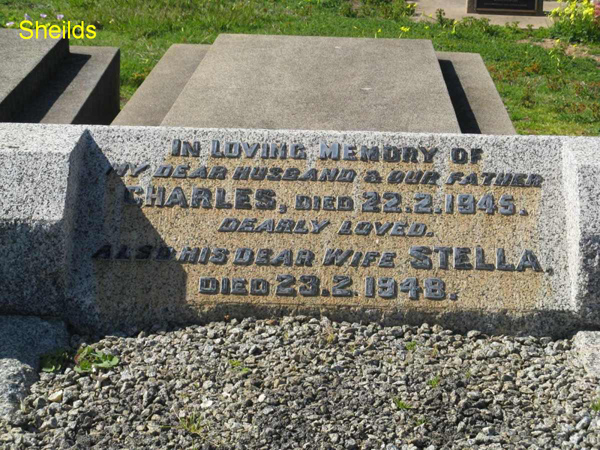 Sheilds
IN LOVING MEMORY OF
MY DEAR HUSBAND & OUR FATHER
CHARLES, DIED 22.2.1945.
DEARLY LOVED.
ALSO HIS DEAR WIFE STELLA,
DIED 23.2.1948.